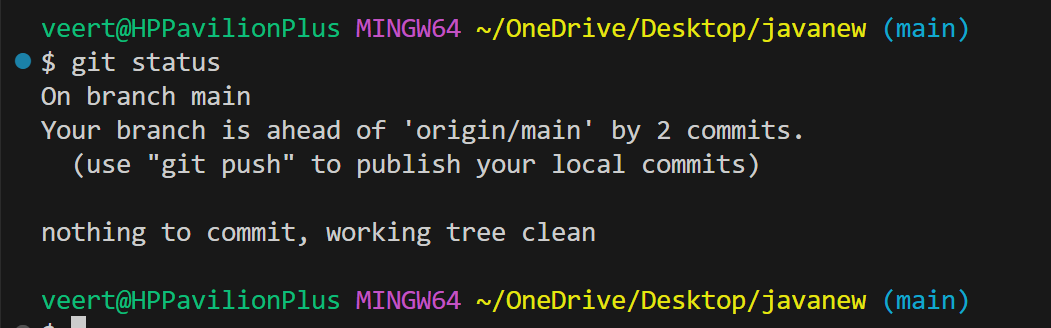 veert@HPPavilionPlus MINGW64 ~/OneDrive/Desktop/javanew (main)
$ git status
On branch main
Your branch is ahead of 'origin/main' by 2 commits.
  (use "git push" to publish your local commits)

nothing to commit, working tree clean

veert@HPPavilionPlus MINGW64 ~/OneDrive/Desktop/javanew (main)
$